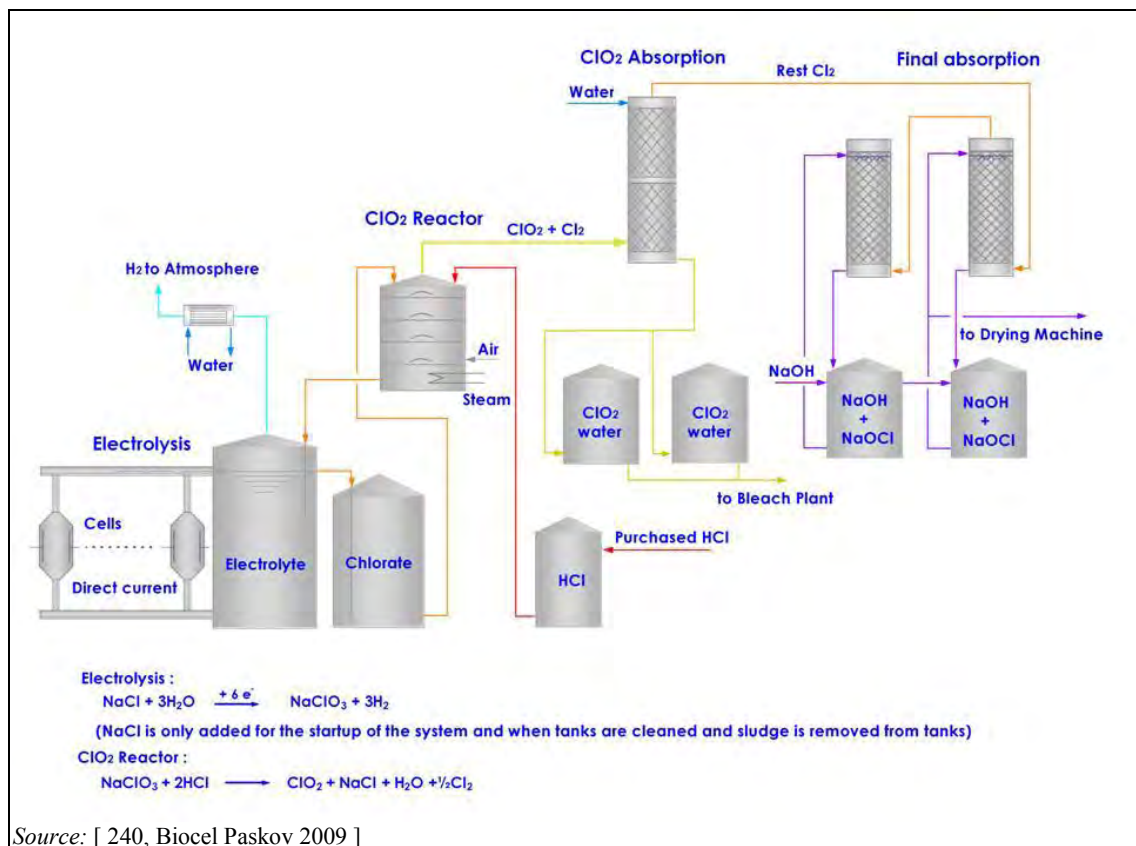 ClO₂ Absorption
Rest Cl₂
Final absorption
Water
ClO₂ Reactor
ClO₂ + Cl₂
H₂ to Atmosphere
Water
Air
Steam
to Drying Machine
NaOH
NaOH
+
NaOCl
NaOH
+
NaOCl
ClO₂
water
ClO₂
water
to Bleach Plant
Electrolysis
Cells
Direct current
Electrolyte
Chlorate
HCl
Purchased HCl
Electrolysis :
NaCl + 3H₂O + 6 e⁻ → NaClO₃ + 3H₂
(NaCl is only added for the startup of the system and when tanks are cleaned and sludge is removed from tanks)
ClO₂ Reactor :
NaClO₃ + 2HCl → ClO₂ + NaCl + H₂O +½Cl₂
Source: [ 240, Biocel Paskov 2009 ]